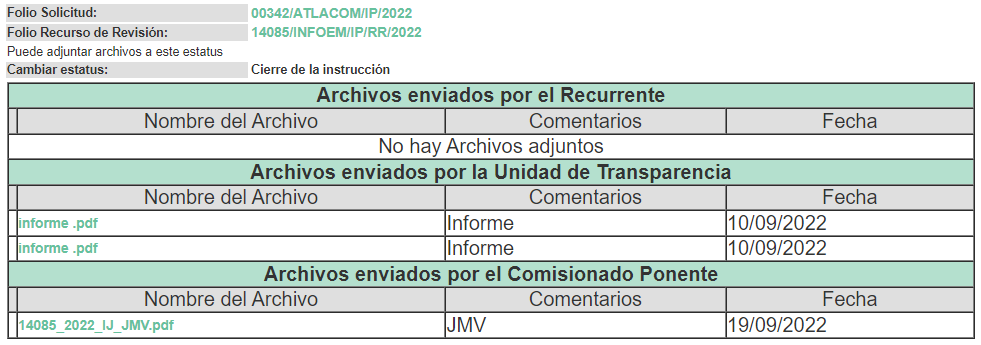 Folio Solicitud: 00342/ATLACOM/IP/2022
Folio Recurso de Revisión: 14085/INFOEM/IP/RR/2022
Puede adjuntar archivos a este estatus
Cambiar estatus: Cierre de la instrucción
Archivos enviados por el Recurrente
Nombre del Archivo Comentarios Fecha
No hay Archivos adjuntos
Archivos enviados por la Unidad de Transparencia
Nombre del Archivo Comentarios Fecha
informe .pdf Informe 10/09/2022
informe .pdf Informe 10/09/2022
Archivos enviados por el Comisionado Ponente
Nombre del Archivo Comentarios Fecha
14085_2022_IJ_JMV.pdf JMV 19/09/2022